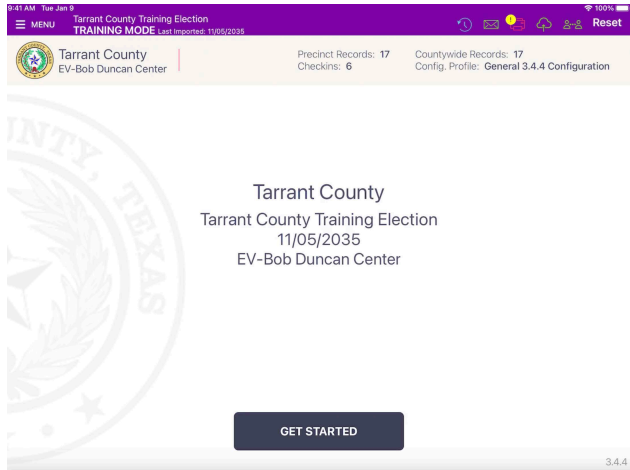 9:41 AM Tue Jan 9
100%
MENU
Tarrant County Training Election
TRAINING MODE Last Imported: 11/05/2035
!
Reset
Tarrant County
EV-Bob Duncan Center
Precinct Records: 17
Checkins: 6
Countywide Records: 17
Config. Profile: General 3.4.4 Configuration
UNTY, TEXAS
Tarrant County
Tarrant County Training Election
11/05/2035
EV-Bob Duncan Center
GET STARTED
3.4.4